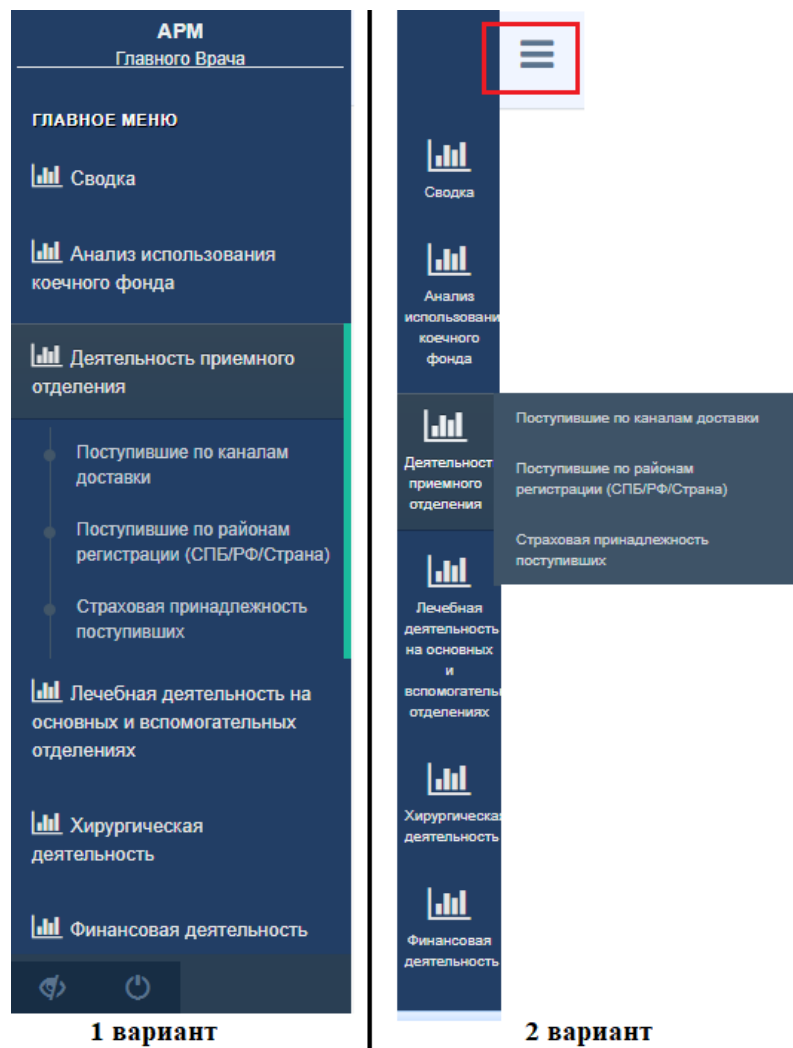 АРМ
Главного Врача
ГЛАВНОЕ МЕНЮ
Сводка
Анализ использования
коечного фонда
Деятельность приемного
отделения
Поступившие по каналам
доставки
Поступившие по районам
регистрации (СПБ/РФ/Страна)
Страховая принадлежность
поступивших
Лечебная деятельность на
основных и вспомогательных
отделениях
Хирургическая
деятельность
Финансовая деятельность
1 вариант
Сводка
Анализ
использовани
коечного
фонда
Деятельност
приемного
отделения
Поступившие по каналам доставки
Поступившие по районам
регистрации (СПБ/РФ/Страна)
Страховая принадлежность
поступивших
Лечебная
деятельность
на основных
и
вспомогатель
отделениях
Хирургическа
деятельность
Финансовая
деятельность
2 вариант